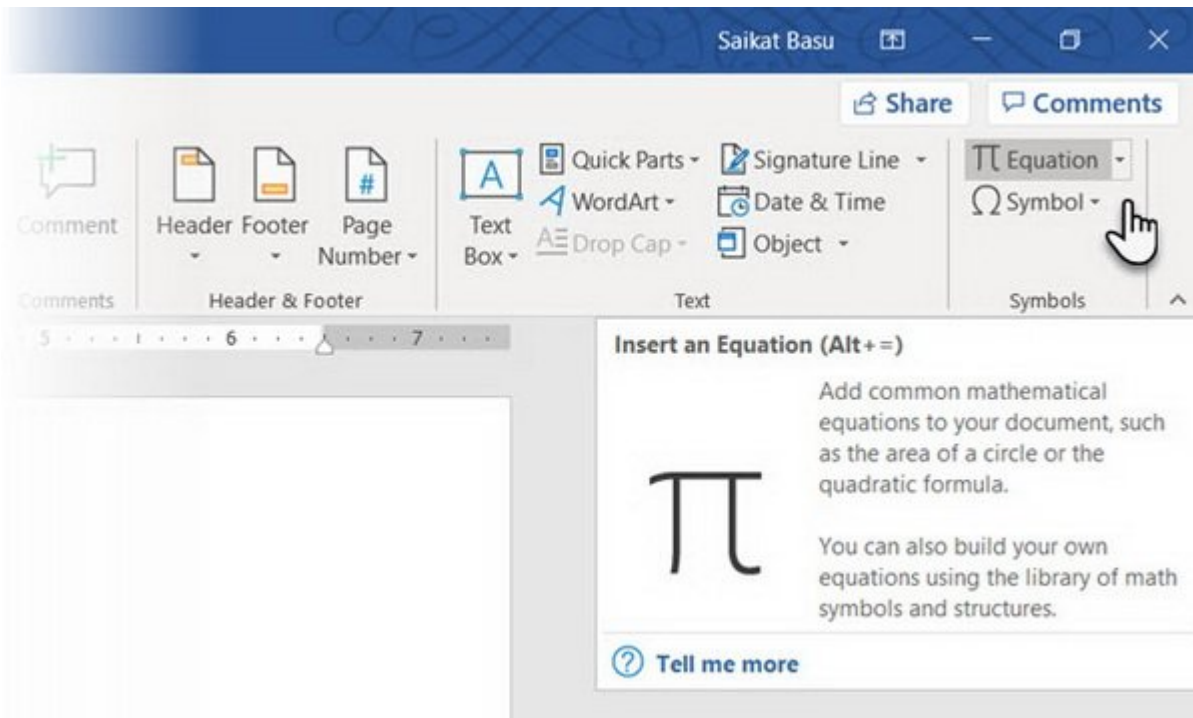 Saikat Basu
Share Comments
Comment
Header Footer Page Number
Text Box
Quick Parts
WordArt
Drop Cap
Signature Line
Date & Time
Object
Equation
Symbol
Comments Header & Footer Text Symbols
5 6 7
Insert an Equation (Alt+=)
Add common mathematical
equations to your document, such
as the area of a circle or the
quadratic formula.
You can also build your own
equations using the library of math
symbols and structures.
Tell me more